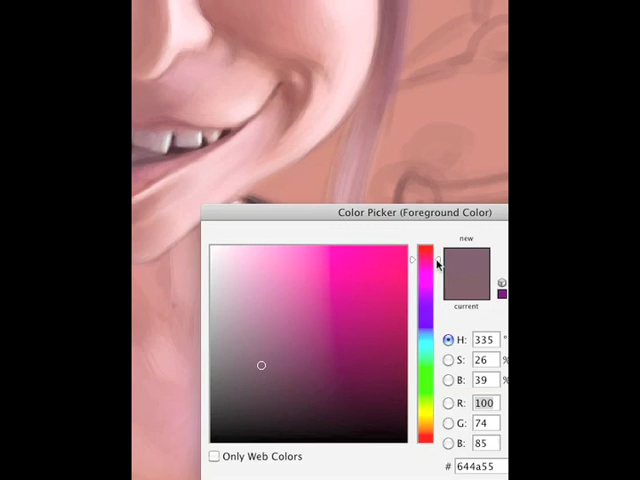 Color Picker (Foreground Color)
new
current
H: 335 °
S: 26 %
B: 39 %
R: 100
G: 74
B: 85
# 644a55
Only Web Colors